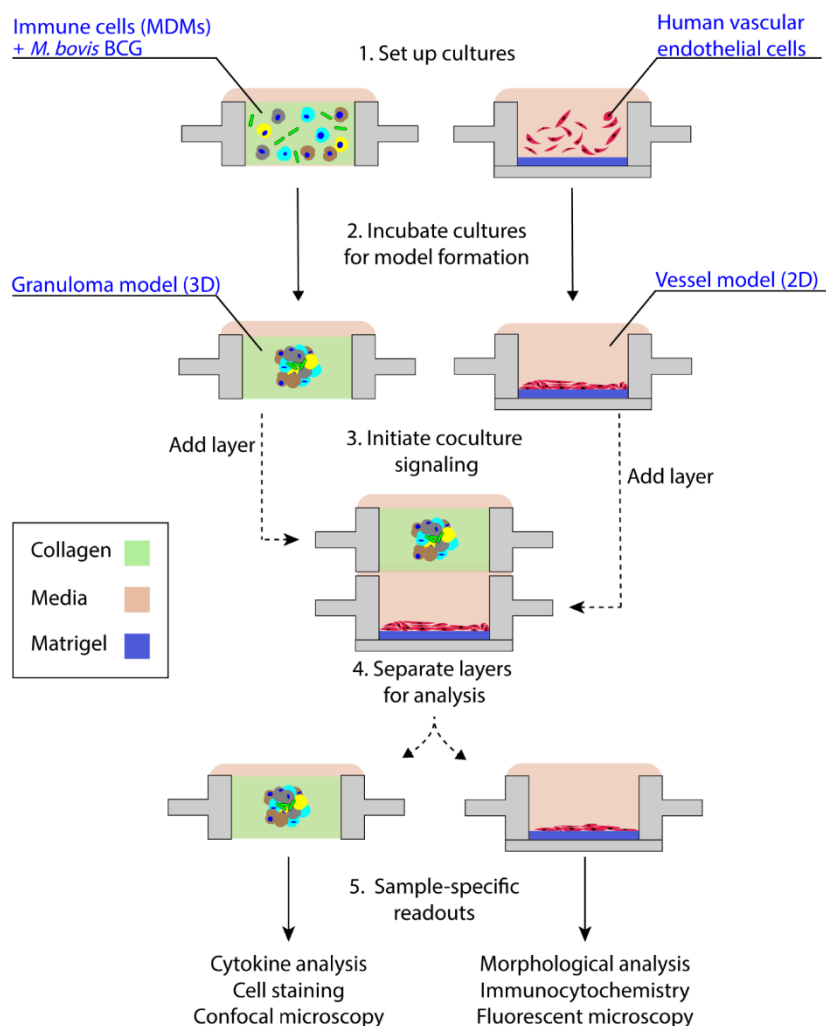 Immune cells (MDMs)
+ M. bovis BCG
1. Set up cultures
Human vascular
endothelial cells
2. Incubate cultures
for model formation
Granuloma model (3D)
Vessel model (2D)
Add layer
3. Initiate coculture
signaling
Add layer
Collagen
Media
Matrigel
4. Separate layers
for analysis
5. Sample-specific
readouts
Cytokine analysis
Cell staining
Confocal microscopy
Morphological analysis
Immunocytochemistry
Fluorescent microscopy